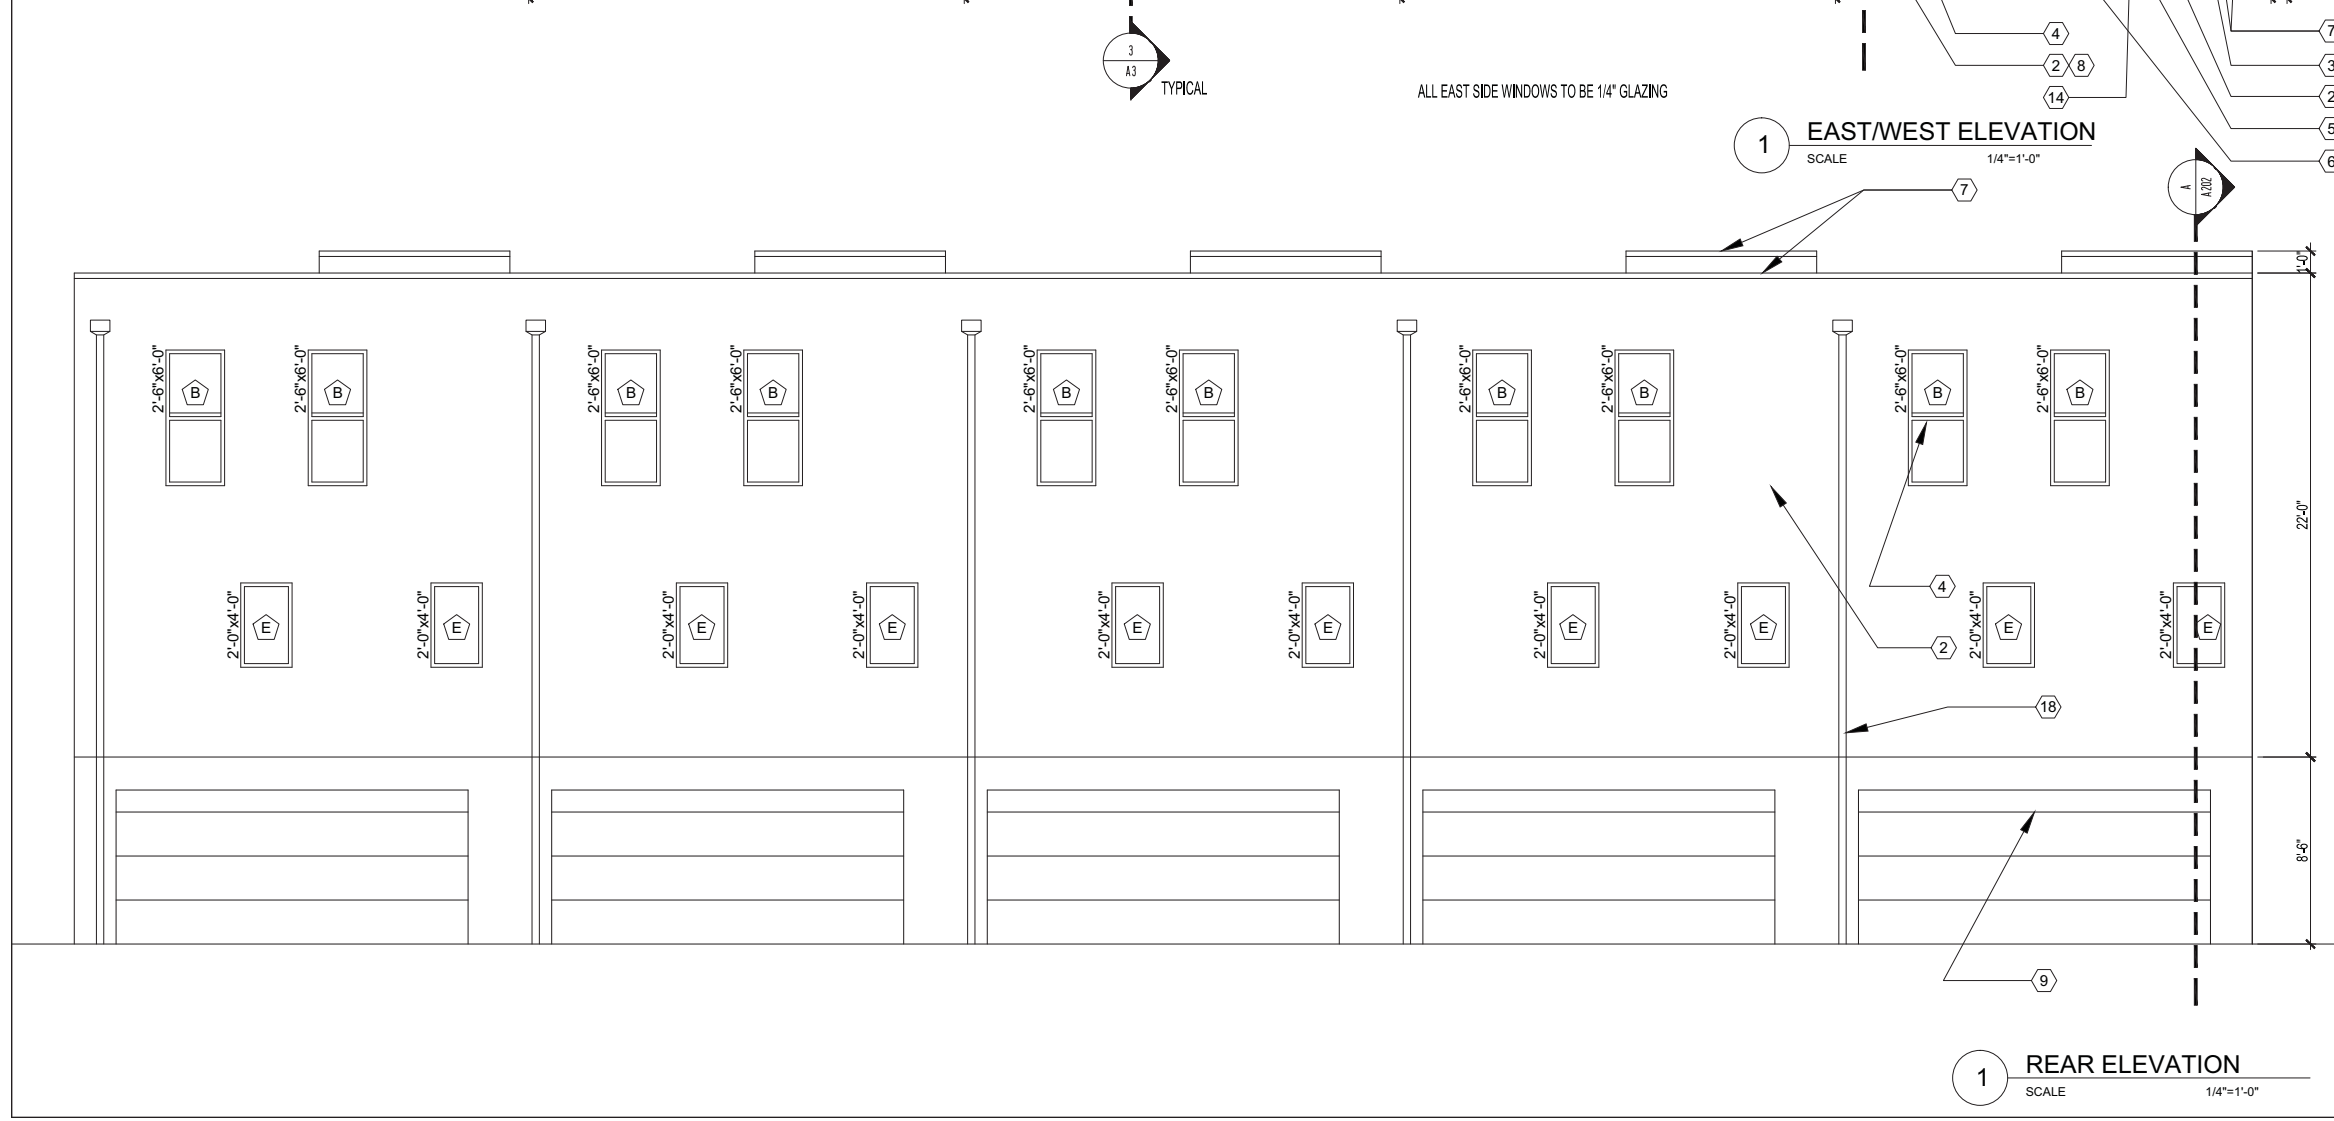 4
7
3
A3
TYPICAL
2 8
3
ALL EAST SIDE WINDOWS TO BE 1/4" GLAZING
14
2
1
EAST/WEST ELEVATION
SCALE 1/4"=1'-0"
5
6
7
A
A202
1'-0"
2'-6"x6'-0" B 2'-6"x6'-0" B 2'-6"x6'-0" B 2'-6"x6'-0" B 2'-6"x6'-0" B 2'-6"x6'-0" B 2'-6"x6'-0" B 2'-6"x6'-0" B 2'-6"x6'-0" B 2'-6"x6'-0" B
22'-0"
4
2'-0"x4'-0" E 2'-0"x4'-0" E 2'-0"x4'-0" E 2'-0"x4'-0" E 2'-0"x4'-0" E 2'-0"x4'-0" E 2'-0"x4'-0" E 2'-0"x4'-0" E 2'-0"x4'-0" E 2'-0"x4'-0" E
2
18
8'-6"
9
1
REAR ELEVATION
SCALE 1/4"=1'-0"